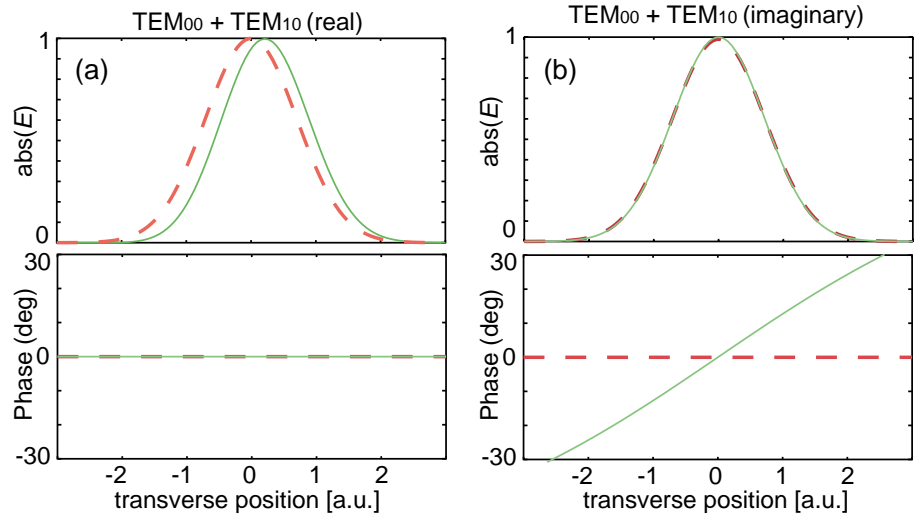 TEM00 + TEM10 (real)
(a)
abs(E)
1
0
30
0
-30
Phase (deg)
-2 -1 0 1 2
transverse position [a.u.]
TEM00 + TEM10 (imaginary)
(b)
abs(E)
1
0
30
0
-30
Phase (deg)
-2 -1 0 1 2
transverse position [a.u.]